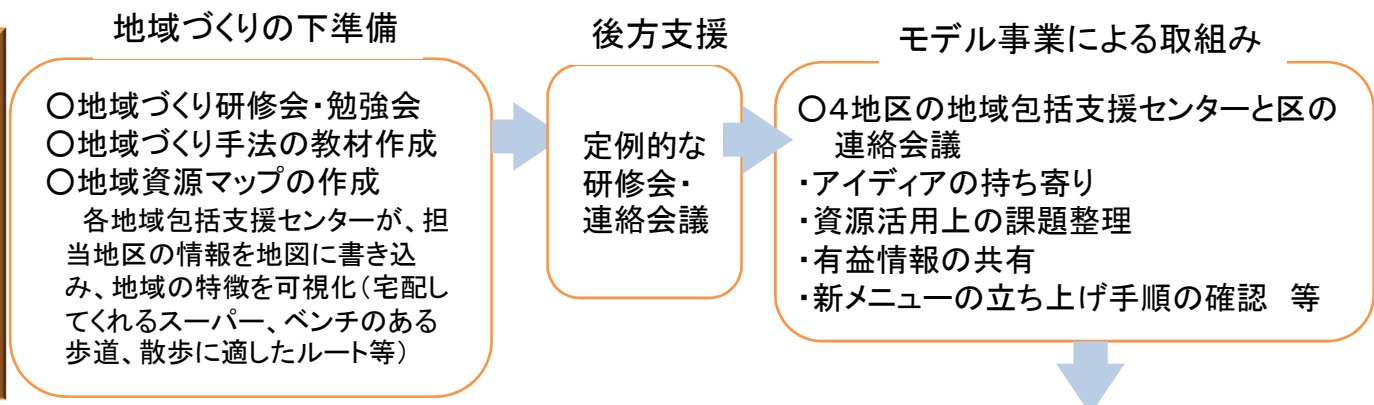 地域づくりの下準備
〇地域づくり研修会・勉強会
〇地域づくり手法の教材作成
〇地域資源マップの作成
各地域包括支援センターが、担
当地区の情報を地図に書き込
み、地域の特徴を可視化（宅配し
てくれるスーパー、ベンチのある
歩道、散歩に適したルート等）
後方支援
定例的な
研修会・
連絡会議
モデル事業による取組み
〇４地区の地域包括支援センターと区の
連絡会議
・アイディアの持ち寄り
・資源活用上の課題整理
・有益情報の共有
・新メニューの立ち上げ手順の確認　等